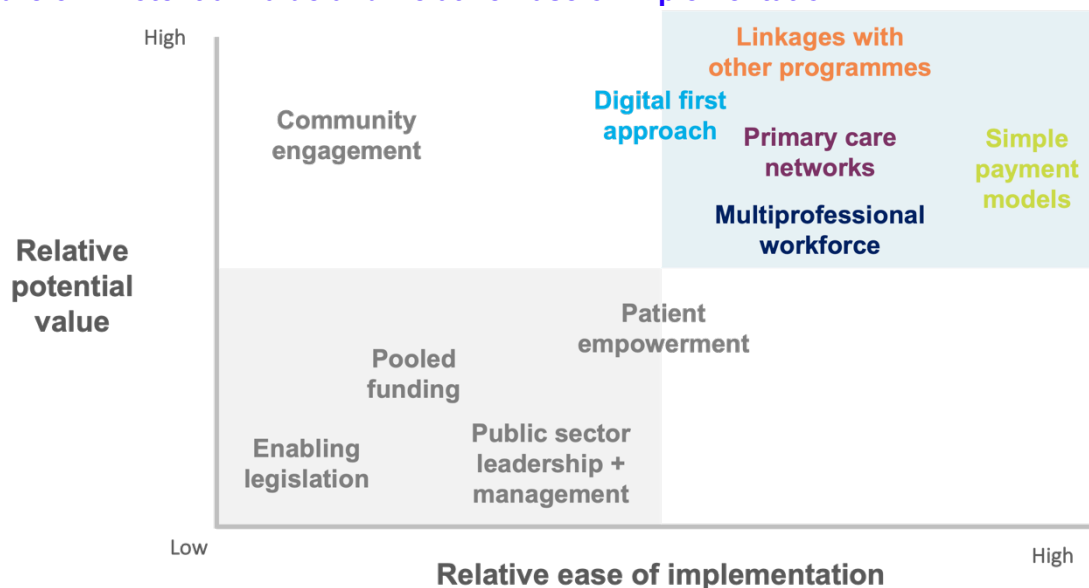 High
Linkages with
other programmes
Digital first
approach
Community
engagement
Primary care
networks
Simple
payment
models
Multiprofessional
workforce
Relative
potential
value
Patient
empowerment
Pooled
funding
Public sector
leadership +
management
Enabling
legislation
Low
High
Relative ease of implementation